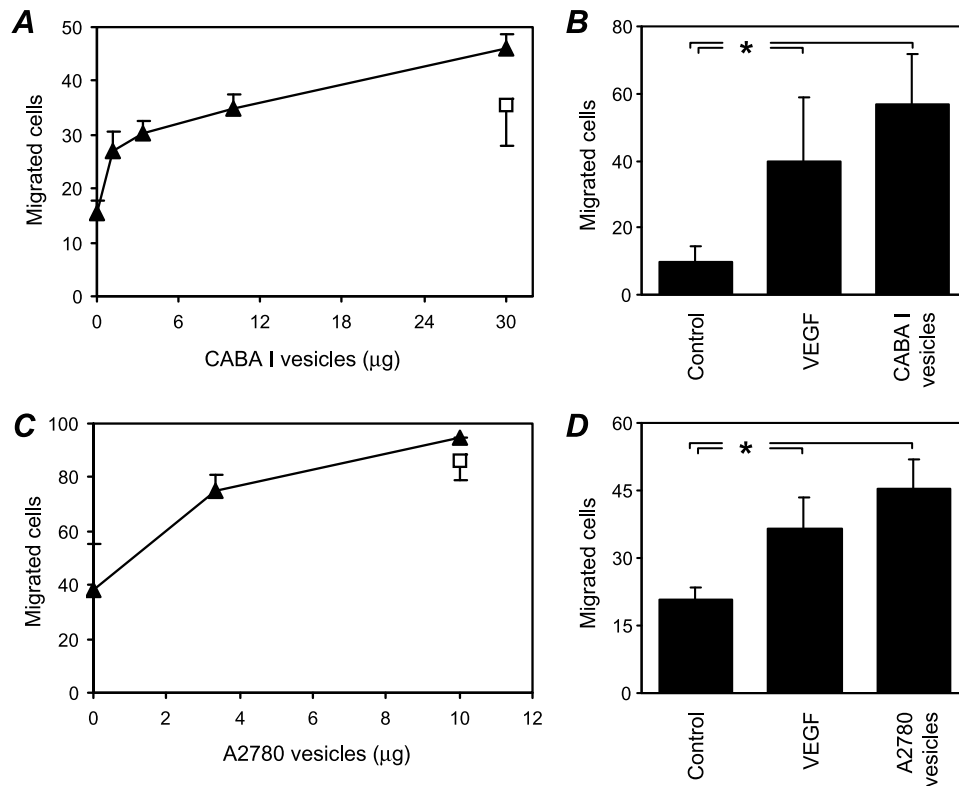 A
50
40
30
20
10
0
Migrated cells
0 6 12 18 24 30
CABA I vesicles (μg)
B
80
60
40
20
0
Migrated cells
*
Control
VEGF
CABA I
vesicles
C
100
80
60
40
20
0
Migrated cells
0 2 4 6 8 10 12
A2780 vesicles (μg)
D
60
45
30
15
0
Migrated cells
*
Control
VEGF
A2780
vesicles